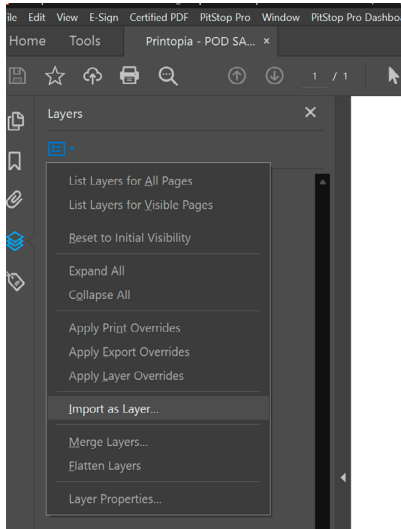 ile Edit View E-Sign Certified PDF PitStop Pro Window PitStop Pro Dashboa
Home Tools Printopia - POD SA... ×
1 / 1
Layers ×
List Layers for All Pages
List Layers for Visible Pages
Reset to Initial Visibility
Expand All
Collapse All
Apply Print Overrides
Apply Export Overrides
Apply Layer Overrides
Import as Layer...
Merge Layers...
Flatten Layers
Layer Properties...